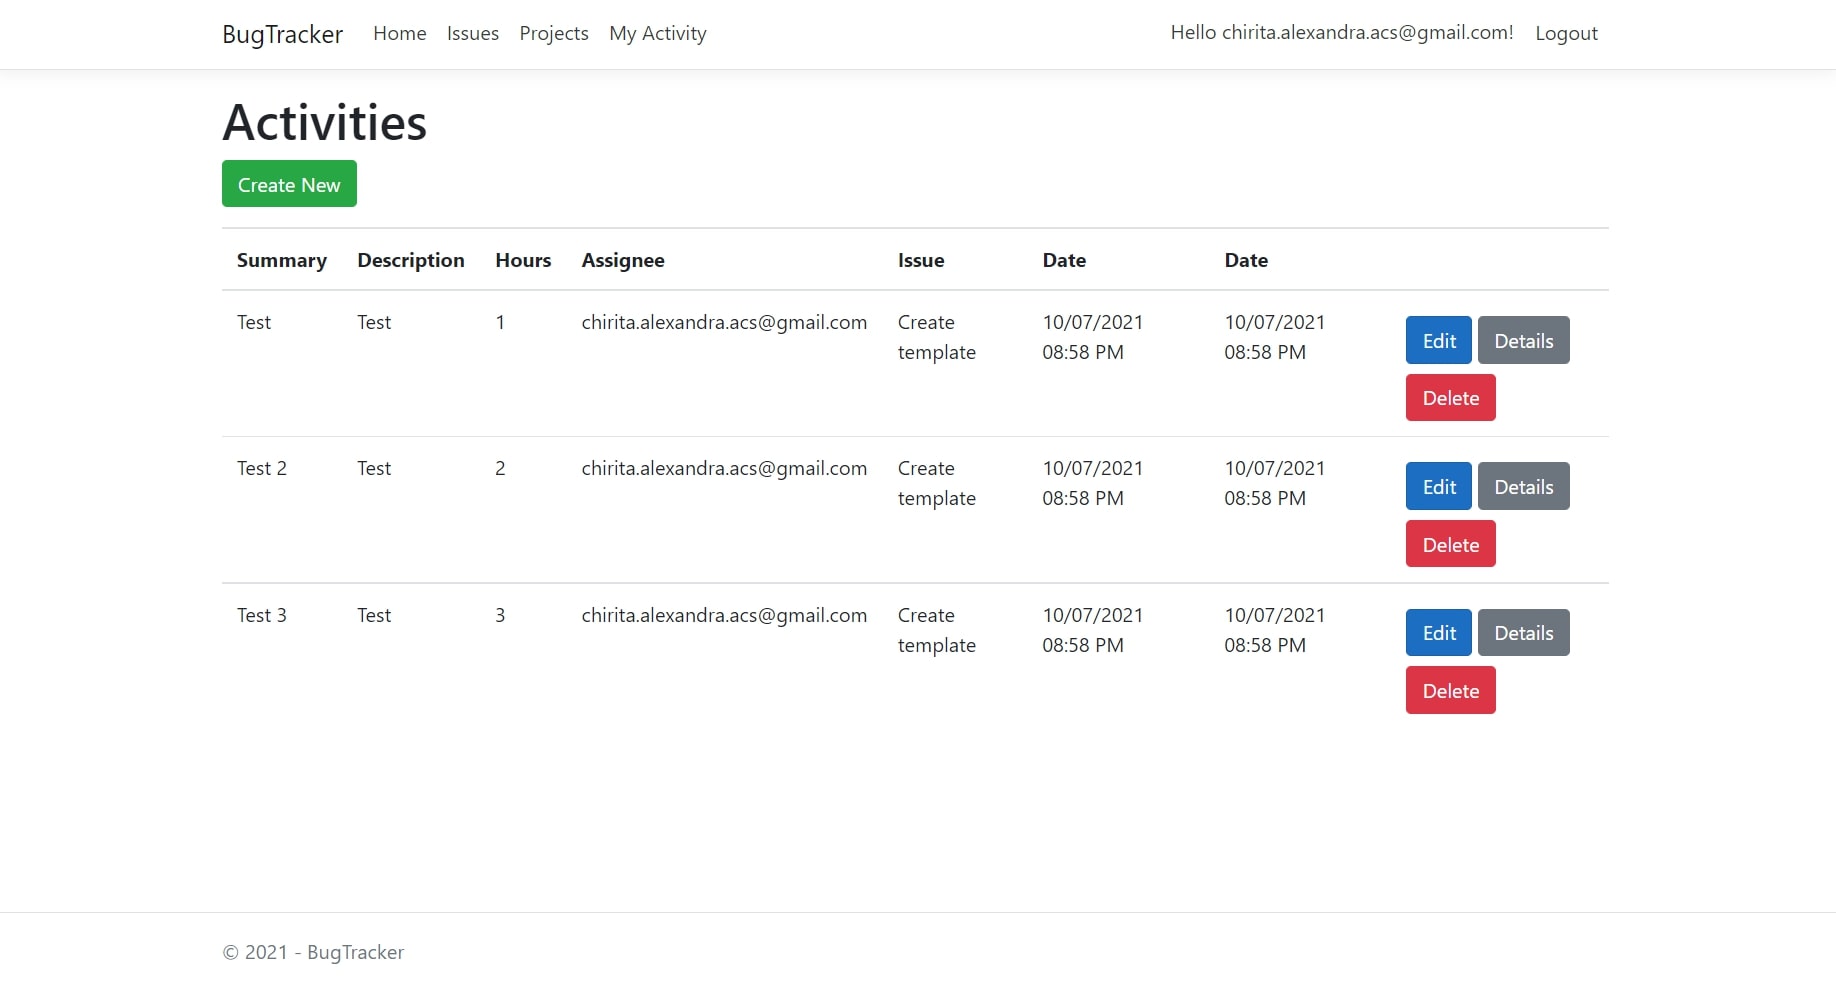 BugTracker Home Issues Projects My Activity Hello chirita.alexandra.acs@gmail.com! Logout
Activities
Create New
Summary Description Hours Assignee Issue Date Date
Test Test 1 chirita.alexandra.acs@gmail.com Create 10/07/2021 10/07/2021 Edit Details
template 08:58 PM 08:58 PM
Delete
Test 2 Test 2 chirita.alexandra.acs@gmail.com Create 10/07/2021 10/07/2021 Edit Details
template 08:58 PM 08:58 PM
Delete
Test 3 Test 3 chirita.alexandra.acs@gmail.com Create 10/07/2021 10/07/2021 Edit Details
template 08:58 PM 08:58 PM
Delete
© 2021 - BugTracker